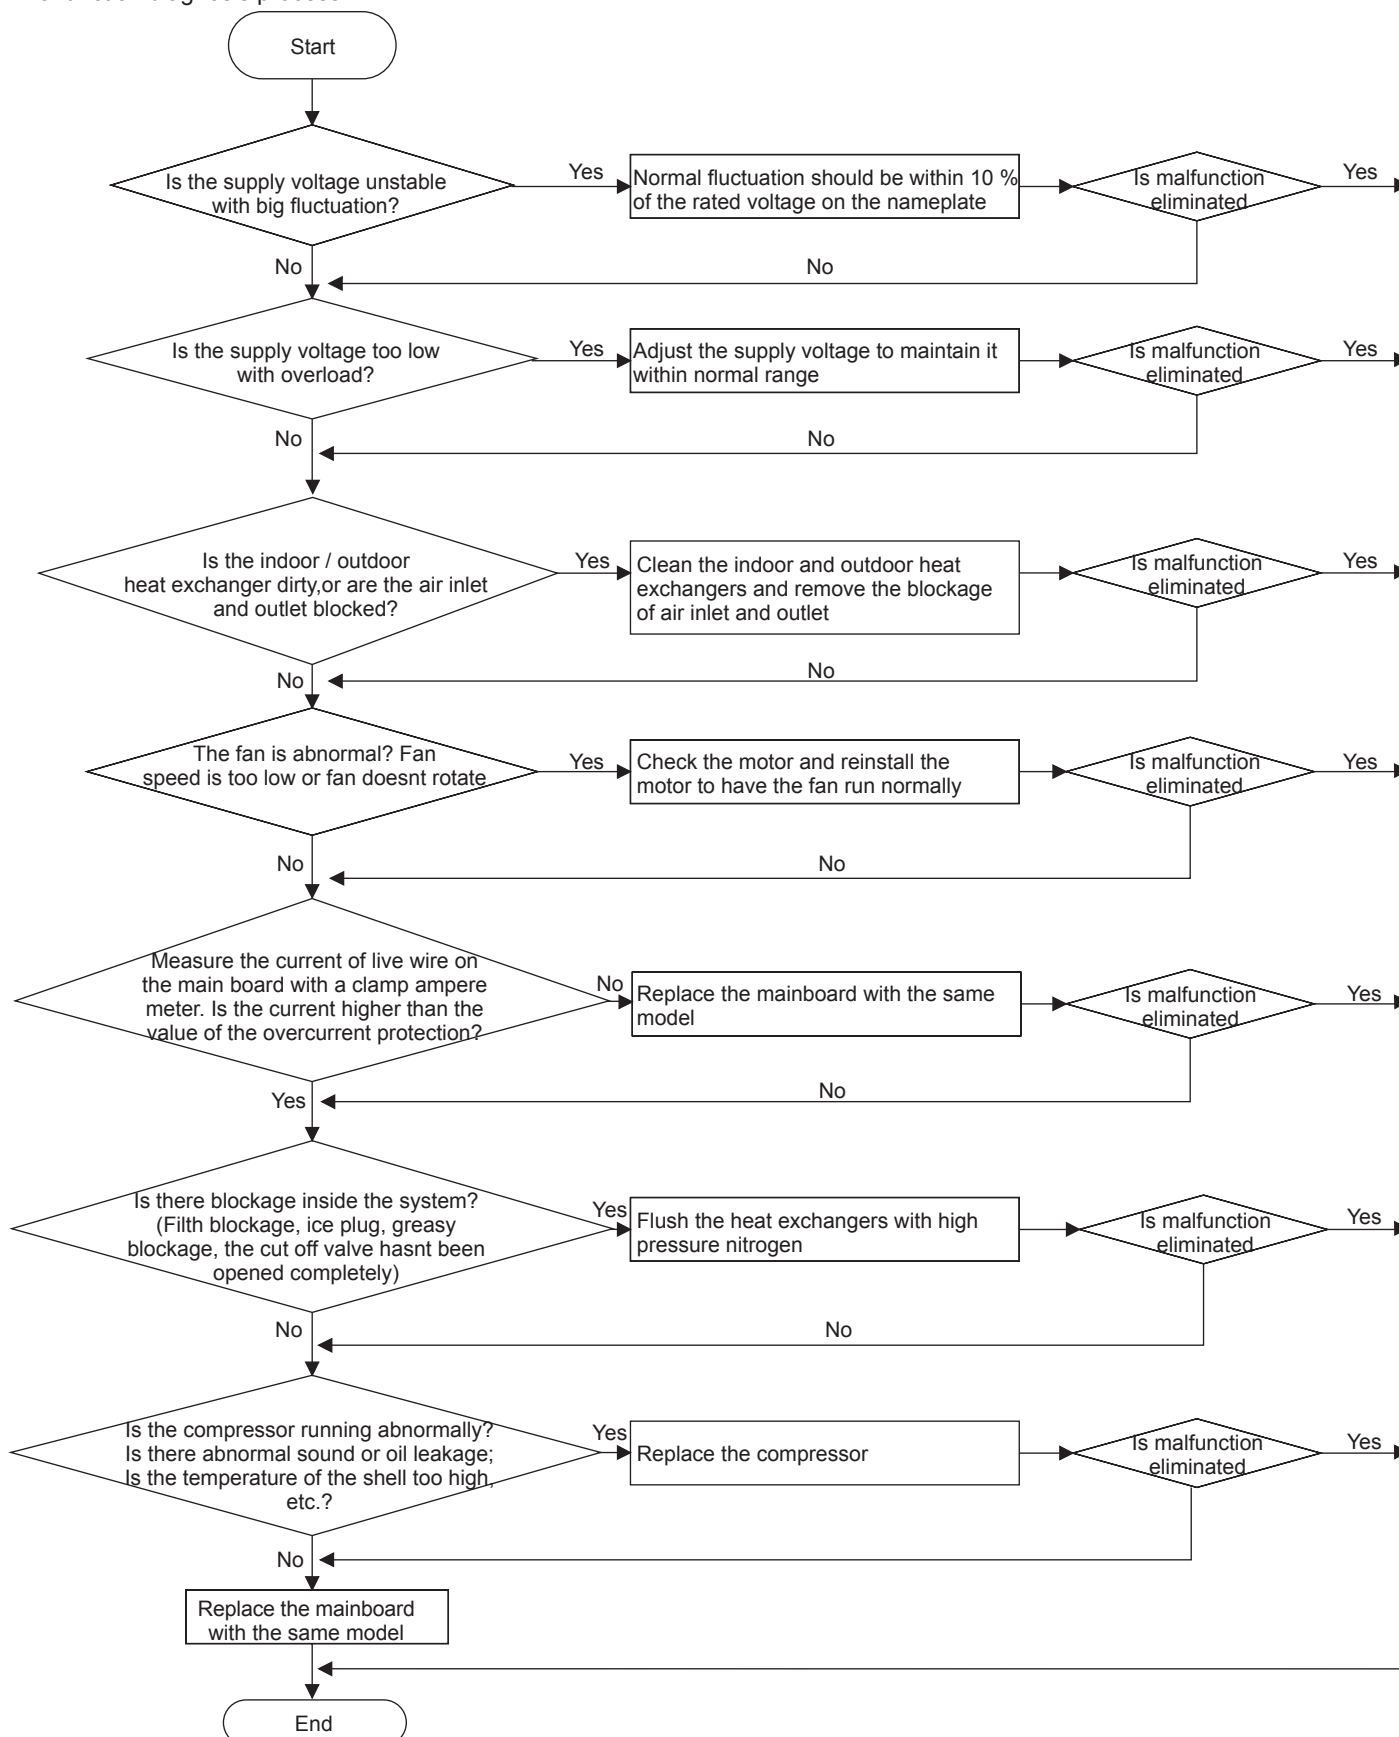 Start
Is the supply voltage unstable
with big fluctuation?
Yes
Normal fluctuation should be within 10 %
of the rated voltage on the nameplate
Is malfunction
eliminated
Yes
No
No
Is the supply voltage too low
with overload?
Yes
Adjust the supply voltage to maintain it
within normal range
Is malfunction
eliminated
Yes
No
No
Is the indoor / outdoor
heat exchanger dirty,or are the air inlet
and outlet blocked?
Yes
Clean the indoor and outdoor heat
exchangers and remove the blockage
of air inlet and outlet
Is malfunction
eliminated
Yes
No
No
The fan is abnormal? Fan
speed is too low or fan doesnt rotate
Yes
Check the motor and reinstall the
motor to have the fan run normally
Is malfunction
eliminated
Yes
No
No
Measure the current of live wire on
the main board with a clamp ampere
meter. Is the current higher than the
value of the overcurrent protection?
No
Replace the mainboard with the same
model
Is malfunction
eliminated
Yes
Yes
No
Is there blockage inside the system?
(Filth blockage, ice plug, greasy
blockage, the cut off valve hasnt been
opened completely)
Yes
Flush the heat exchangers with high
pressure nitrogen
Is malfunction
eliminated
Yes
No
No
Is the compressor running abnormally?
Is there abnormal sound or oil leakage;
Is the temperature of the shell too high,
etc.?
Yes
Replace the compressor
Is malfunction
eliminated
Yes
No
Replace the mainboard
with the same model
End